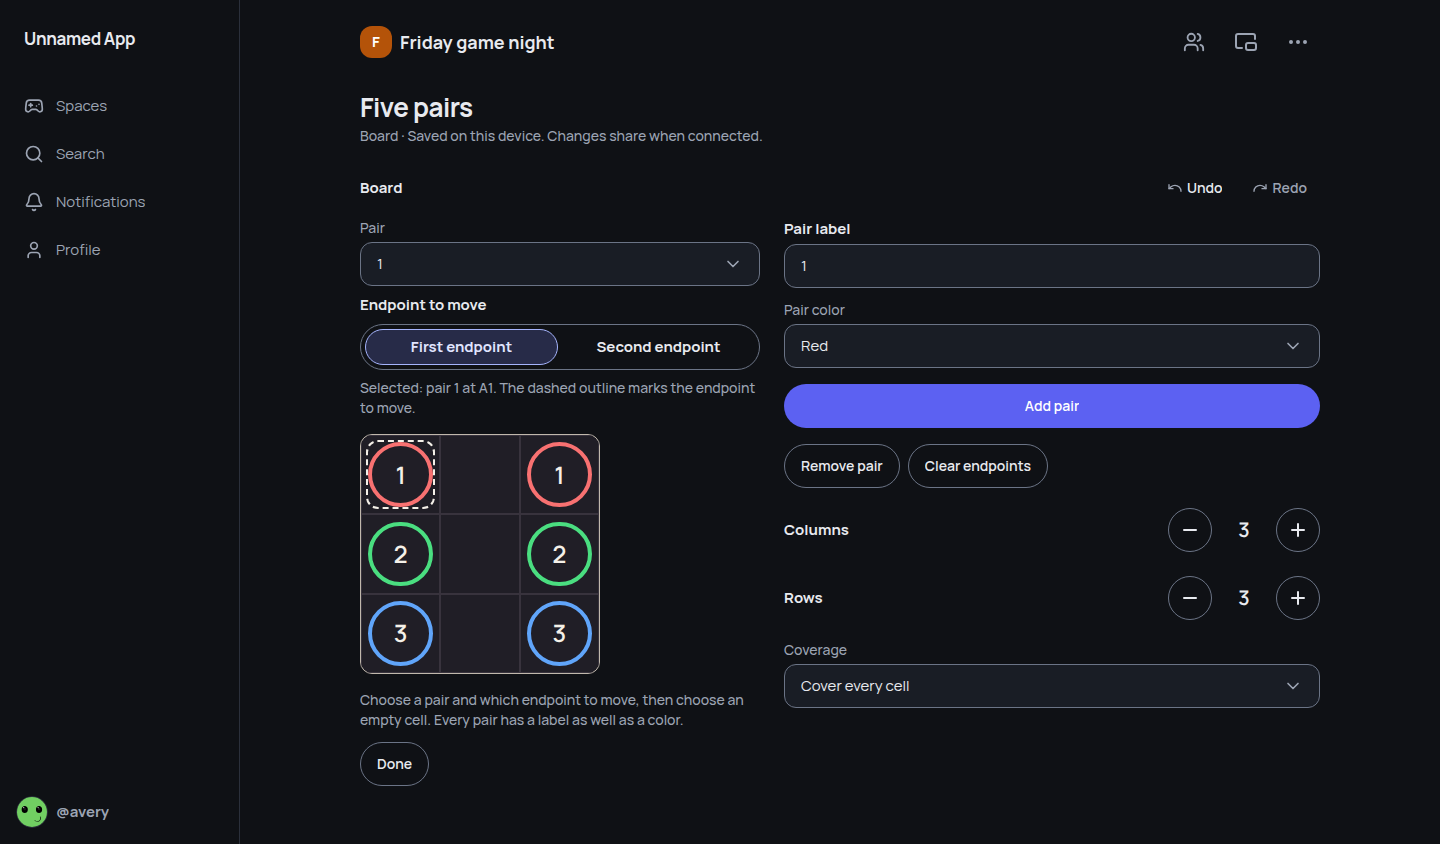 Unnamed App
Spaces
Search
Notifications
Profile
@avery
F Friday game night
Five pairs
Board · Saved on this device. Changes share when connected.
Board
Undo
Redo
Pair
1
Endpoint to move
First endpoint
Second endpoint
Selected: pair 1 at A1. The dashed outline marks the endpoint
to move.
1 1
2 2
3 3
Choose a pair and which endpoint to move, then choose an
empty cell. Every pair has a label as well as a color.
Done
Pair label
1
Pair color
Red
Add pair
Remove pair
Clear endpoints
Columns
3
Rows
3
Coverage
Cover every cell